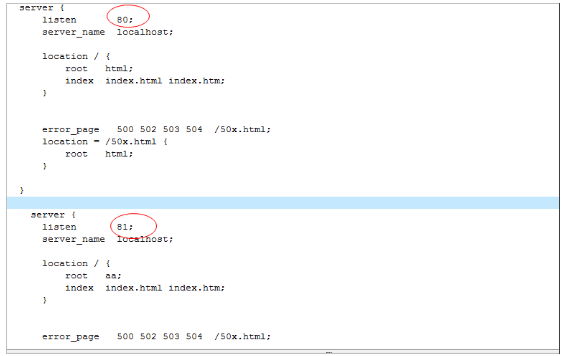 server {
listen 80;
server_name localhost;
location / {
root html;
index index.html index.htm;
}
error_page 500 502 503 504 /50x.html;
location = /50x.html {
root html;
}
}
server {
listen 81;
server_name localhost;
location / {
root aa;
index index.html index.htm;
}
error_page 500 502 503 504 /50x.html;